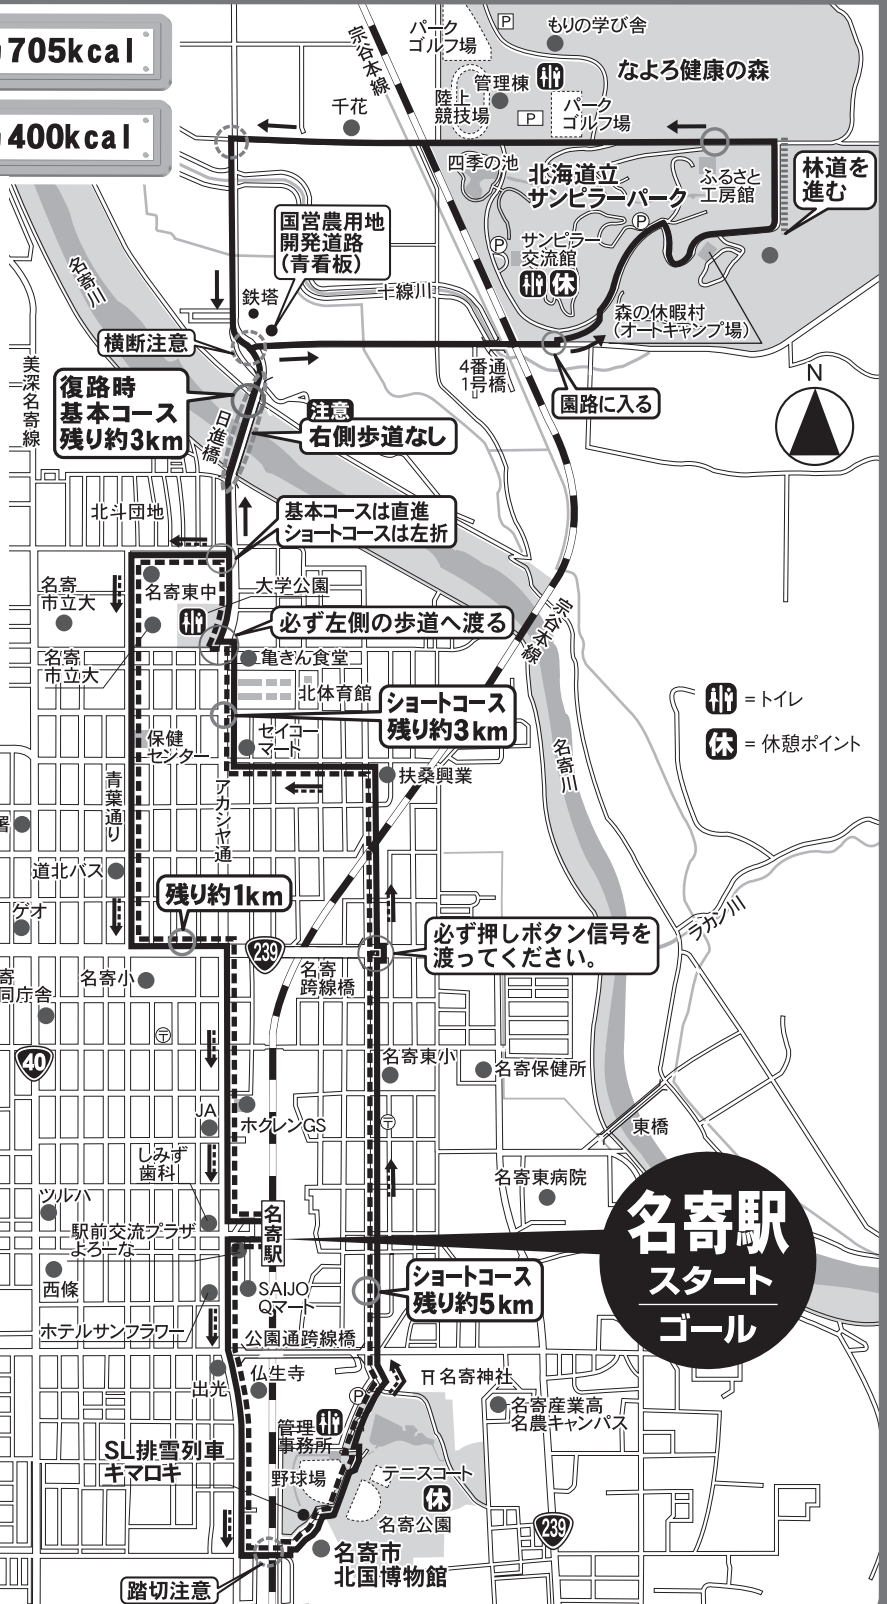 705kcal
400kcal
パーク
ゴルフ場
P
もりの学び舎
なよろ健康の森
宗谷本線
管理棟
千花
陸上
競技場
P
パーク
ゴルフ場
四季の池
北海道立
サンピラーパーク
ふるさと
工房館
林道を
進む
P
P
サンピラー
交流館
休
国営農用地
開発道路
(青看板)
名寄川
十線川
鉄塔
森の休暇村
(オートキャンプ場)
横断注意
美深名寄線
4番通
1号橋
園路に入る
N
復路時
基本コース
残り約3km
日進橋
注意
右側歩道なし
北斗団地
基本コースは直進
ショートコースは左折
名寄
市立大
名寄東中
大学公園
必ず左側の歩道へ渡る
宗谷本線
名寄
市立大
亀きん食堂
北体育館
ショートコース
残り約3km
=トイレ
休
=休憩ポイント
保健
センター
セイコー
マート
名寄川
扶桑興業
青葉通り
アカシヤ通
署
道北バス
残り約1km
ゲオ
ラカン川
239
必ず押しボタン信号を
渡ってください。
名寄
跨線橋
名寄小
寄
同庁舎
〒
40
名寄東小
名寄保健所
JA
ホクレンGS
〒
東橋
しみず
歯科
名寄東病院
ツルハ
名寄駅
名寄駅
スタート
ゴール
駅前交流プラザ
よろーな
西條
SAIJO
Qマート
ショートコース
残り約5km
ホテルサンフラワー
公園通跨線橋
出光
仏生寺
名寄神社
P
名寄産業高
名農キャンパス
管理
事務所
SL排雪列車
キマロキ
野球場
テニスコート
休
名寄公園
239
名寄市
北国博物館
踏切注意